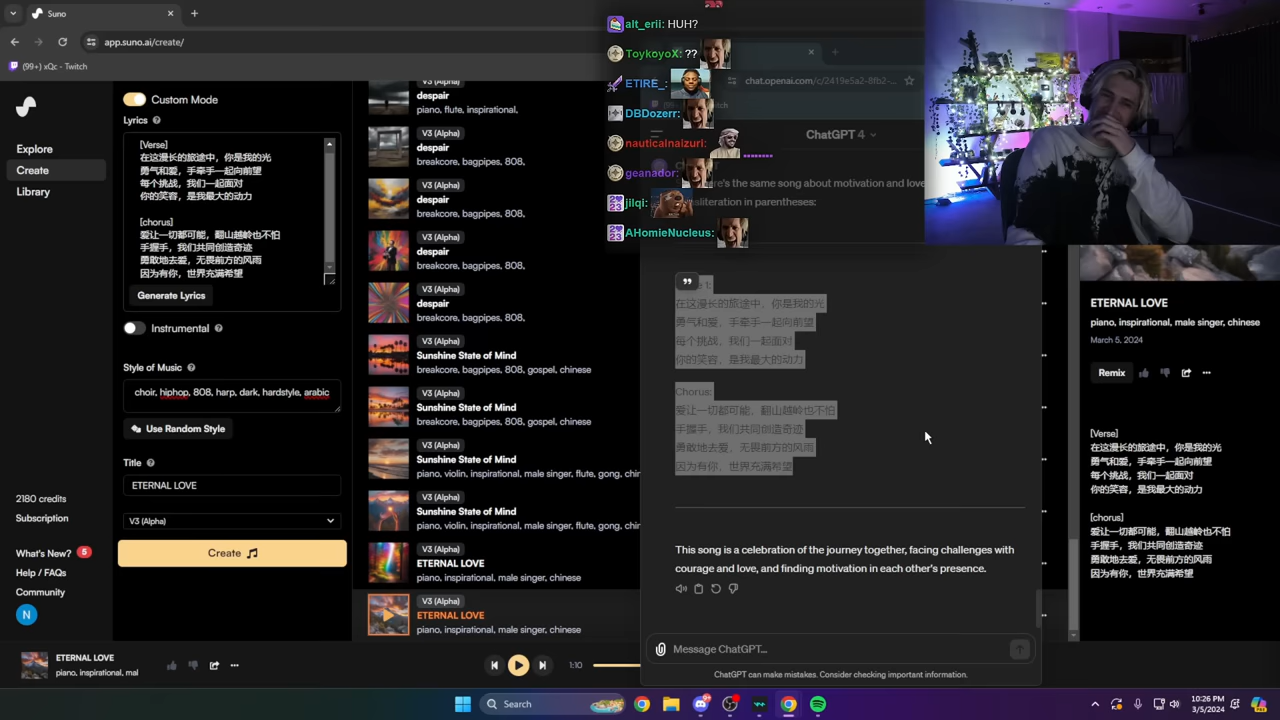 Suno
app.suno.ai/create/
(99+) xQc - Twitch
Explore
Create
Library
2180 credits
Subscription
What's New? 5
Help / FAQs
Community
N
Custom Mode
Lyrics
[Verse]
在这漫长的旅途中，你是我的光
勇气和爱，手牵手一起向前望
每个挑战，我们一起面对
你的笑容，是我最大的动力
[chorus]
爱让一切都可能，翻山越岭也不怕
手握手，我们共同创造奇迹
勇敢地去爱，无畏前方的风雨
因为有你，世界充满希望
Generate Lyrics
Instrumental
Style of Music
choir, hiphop, 808, harp, dark, hardstyle, arabic
Use Random Style
Title
ETERNAL LOVE
V3 (Alpha)
Create
V3 (Alpha)
despair
piano, flute, inspirational,
V3 (Alpha)
despair
breakcore, bagpipes, 808,
V3 (Alpha)
despair
breakcore, bagpipes, 808,
V3 (Alpha)
despair
breakcore, bagpipes, 808,
V3 (Alpha)
despair
breakcore, bagpipes, 808,
V3 (Alpha)
Sunshine State of Mind
breakcore, bagpipes, 808, gospel, chinese
V3 (Alpha)
Sunshine State of Mind
breakcore, bagpipes, 808, gospel, chinese
V3 (Alpha)
Sunshine State of Mind
piano, violin, inspirational, male singer, flute, gong, chin
V3 (Alpha)
Sunshine State of Mind
piano, violin, inspirational, male singer, flute, gong, chin
V3 (Alpha)
ETERNAL LOVE
piano, inspirational, male singer, chinese
V3 (Alpha)
ETERNAL LOVE
piano, inspirational, male singer, chinese
alt_erii: HUH?
ToykoyoX: ??
ETIRE_:
DBDozerr:
nauticalnaizuri:
geanador:
jilqi:
AHomieNucleus:
chat.openai.com/c/2419e5a2-8fb2-
ChatGPT 4
the same song about motivation and love
in parentheses:
在这漫长的旅途中，你是我的光
勇气和爱，手牵手一起向前望
每个挑战，我们一起面对
你的笑容，是我最大的动力
Chorus:
爱让一切都可能，翻山越岭也不怕
手握手，我们共同创造奇迹
勇敢地去爱，无畏前方的风雨
因为有你，世界充满希望
This song is a celebration of the journey together, facing challenges with
courage and love, and finding motivation in each other's presence.
Message ChatGPT...
ChatGPT can make mistakes. Consider checking important information.
ETERNAL LOVE
piano, inspirational, male singer, chinese
March 5, 2024
Remix
[Verse]
在这漫长的旅途中，你是我的光
勇气和爱，手牵手一起向前望
每个挑战，我们一起面对
你的笑容，是我最大的动力
[chorus]
爱让一切都可能，翻山越岭也不怕
手握手，我们共同创造奇迹
勇敢地去爱，无畏前方的风雨
因为有你，世界充满希望
ETERNAL LOVE
piano, inspirational, mal
1:10
Search
10:26 PM
3/5/2024